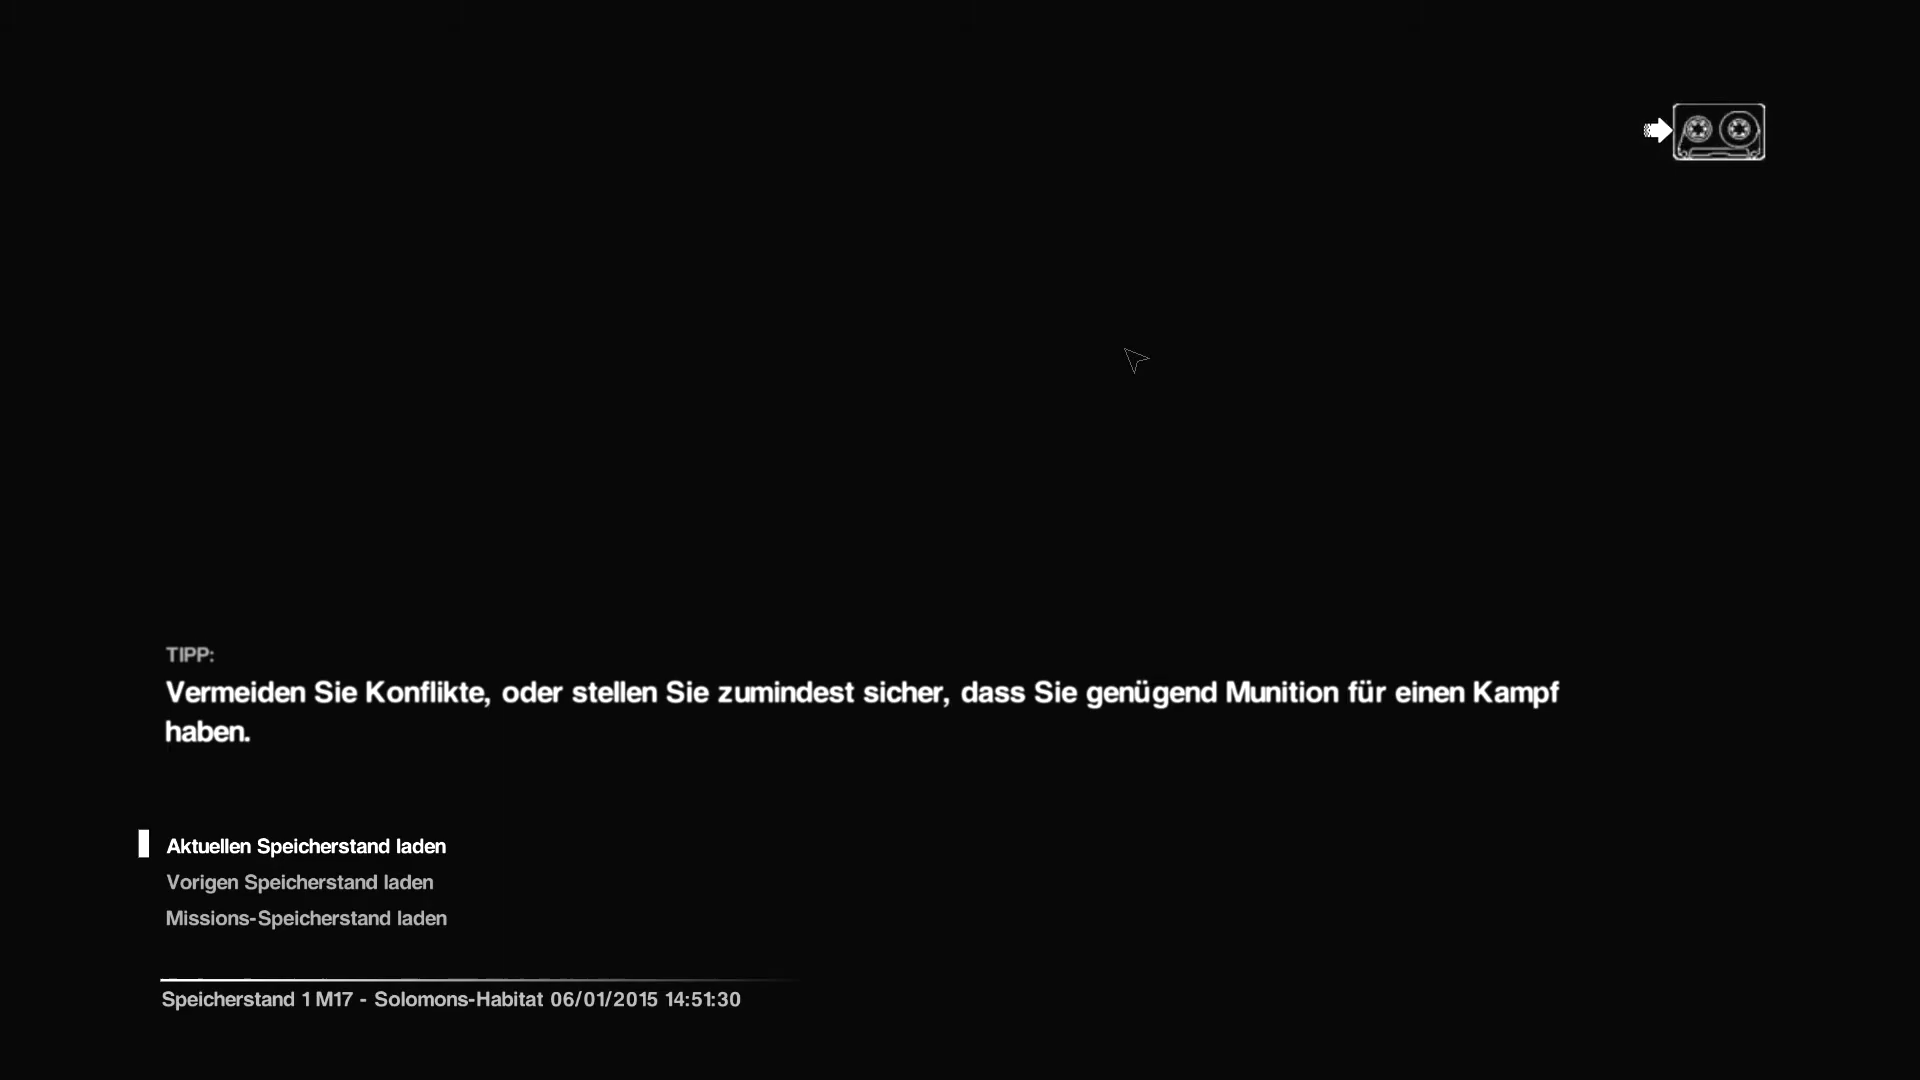 TIPP:
Vermeiden Sie Konflikte, oder stellen Sie zumindest sicher, dass Sie genügend Munition für einen Kampf
haben.
Aktuellen Speicherstand laden
Vorigen Speicherstand laden
Missions-Speicherstand laden
Speicherstand 1 M17 - Solomons-Habitat 06/01/2015 14:51:30